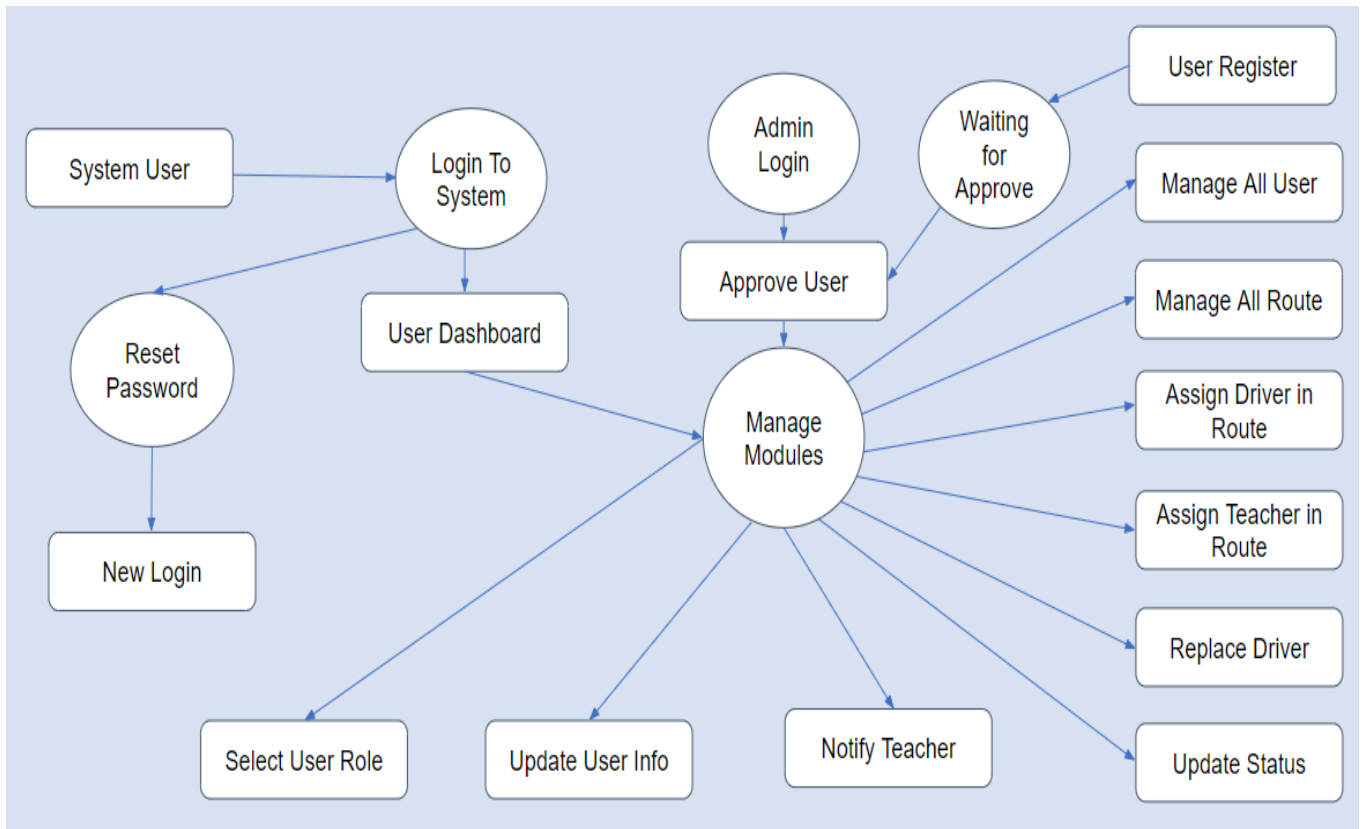 User Register
System User
Login To
System
Admin
Login
Waiting
for
Approve
Manage All User
Approve User
Manage All Route
User Dashboard
Reset
Password
Manage
Modules
Assign Driver in
Route
Assign Teacher in
Route
New Login
Replace Driver
Select User Role
Update User Info
Notify Teacher
Update Status